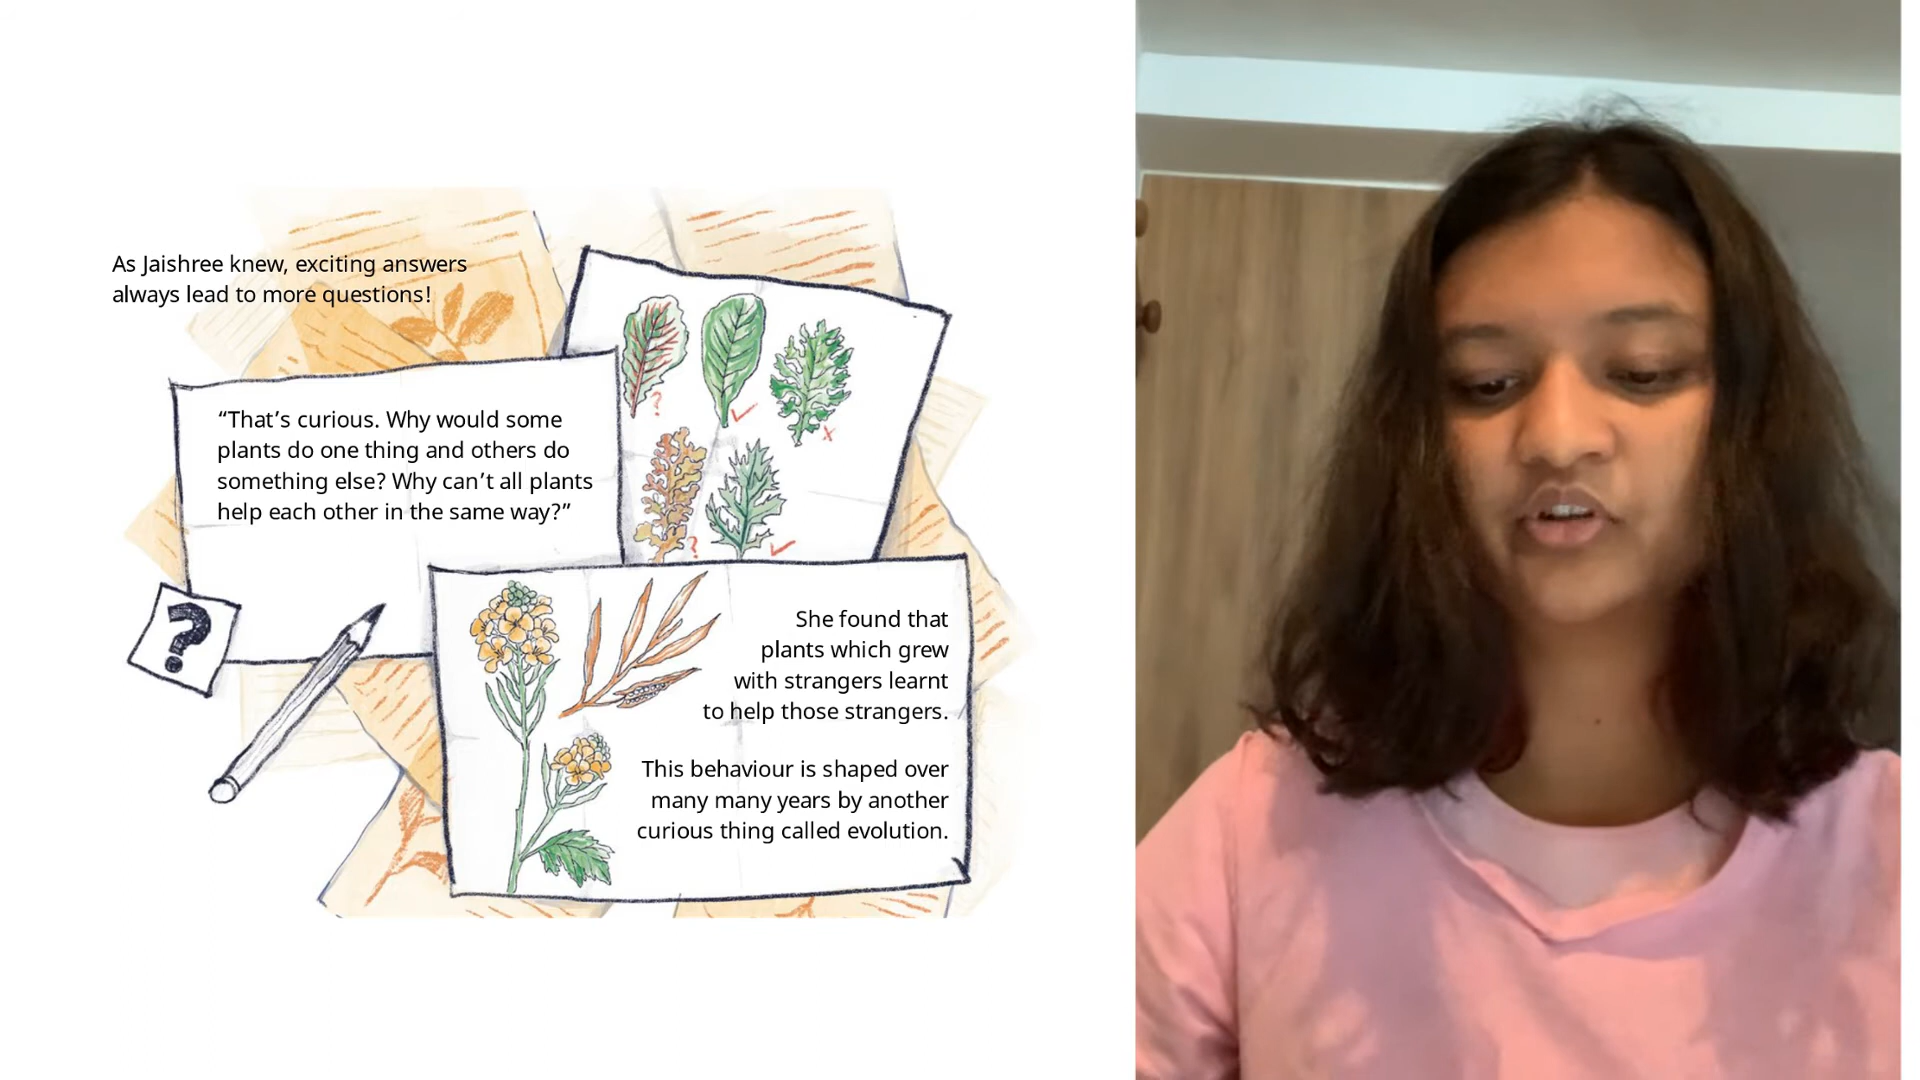 As Jaishree knew, exciting answers
always lead to more questions!
“That’s curious. Why would some
plants do one thing and others do
something else? Why can’t all plants
help each other in the same way?”
?
?
?
She found that
plants which grew
with strangers learnt
to help those strangers.
This behaviour is shaped over
many many years by another
curious thing called evolution.